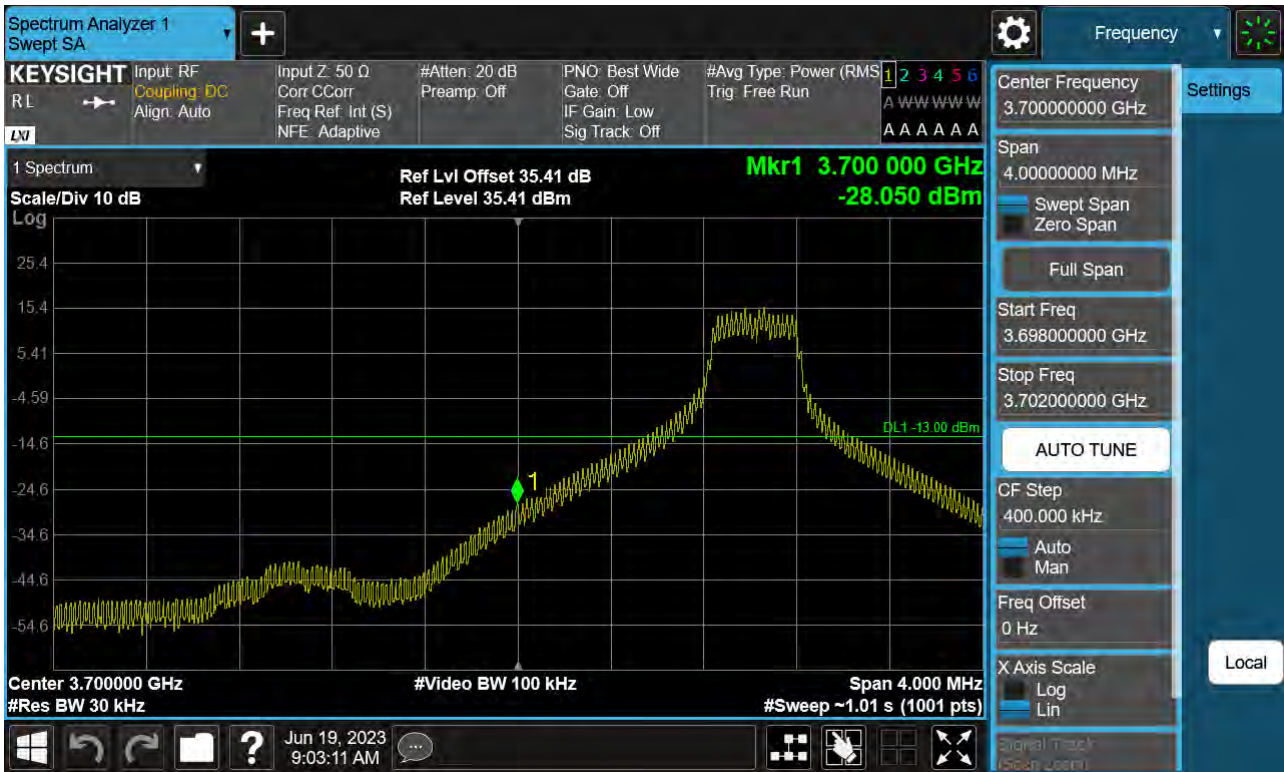 Spectrum Analyzer 1
Swept SA
+
Frequency
KEYSIGHT
RL
LXI
Input: RF
Coupling: DC
Align: Auto
Input Z: 50 Ω
Corr CCorr
Freq Ref: Int (S)
NFE: Adaptive
#Atten: 20 dB
Preamp: Off
PNO: Best Wide
Gate: Off
IF Gain: Low
Sig Track: Off
#Avg Type: Power (RMS
Trig: Free Run
1 2 3 4 5 6
A W W W W W
A A A A A A
1 Spectrum
Scale/Div 10 dB
Log
Ref Lvl Offset 35.41 dB
Ref Level 35.41 dBm
Mkr1 3.700 000 GHz
-28.050 dBm
25.4
15.4
5.41
-4.59
-14.6
-24.6
-34.6
-44.6
-54.6
DL1 -13.00 dBm
1
Center 3.700000 GHz
#Res BW 30 kHz
#Video BW 100 kHz
Span 4.000 MHz
#Sweep ~1.01 s (1001 pts)
Center Frequency
3.700000000 GHz
Span
4.00000000 MHz
Swept Span
Zero Span
Full Span
Start Freq
3.698000000 GHz
Stop Freq
3.702000000 GHz
AUTO TUNE
CF Step
400.000 kHz
Auto
Man
Freq Offset
0 Hz
X Axis Scale
Log
Lin
Signal Track
(Span Zoom)
Settings
Local
?
Jun 19, 2023
9:03:11 AM